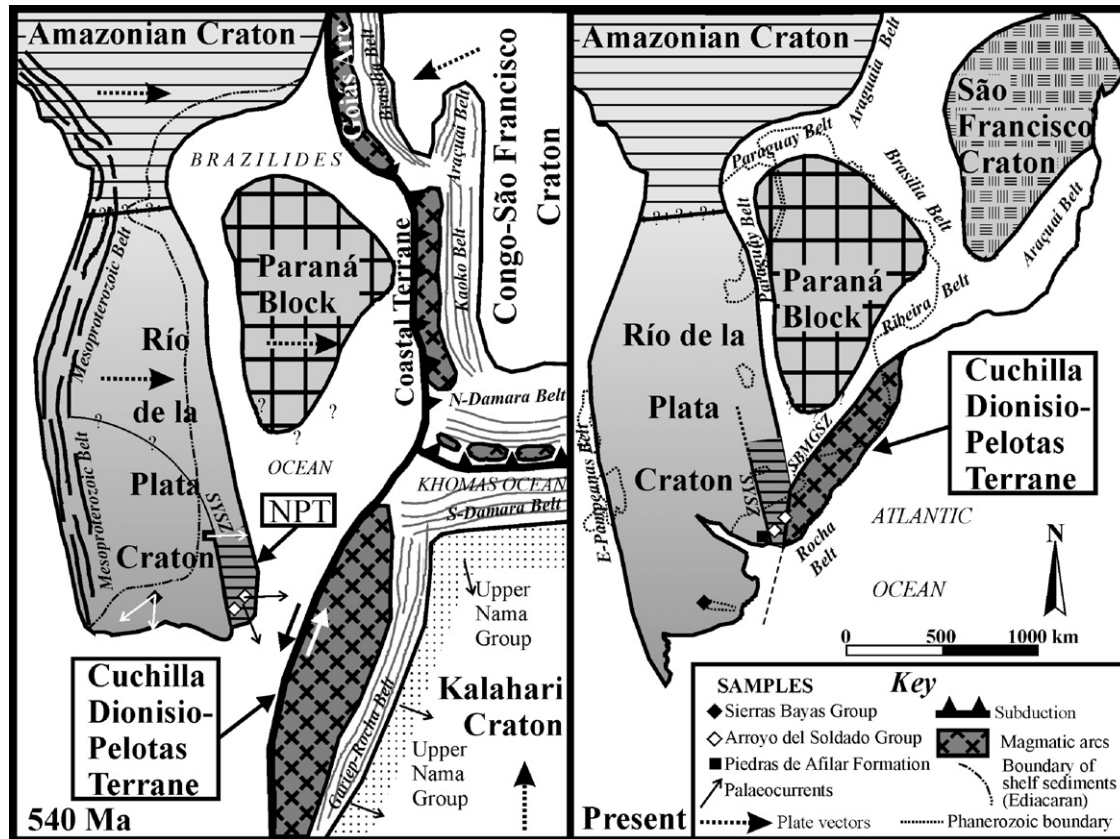 Amazonian Craton
Goias Arc
Brasilia Belt
BRAZILIDES
Araçuai Belt
Congo-São Francisco
Craton
Mesoproterozoic Belt
? ? ? ?
Paraná
Block
Coastal Terrane
Kaoko Belt
Río
de la
Plata
Craton
?
?
?
?
N-Damara Belt
OCEAN
KHOMAS OCEAN
S-Damara Belt
SYSZ
NPT
Mesoproterozoic Belt
Upper
Nama
Group
Cuchilla
Dionisio-
Pelotas
Terrane
Kalahari
Craton
Gariep-Rocha Belt
Upper
Nama
Group
540 Ma
Amazonian Craton
Araguaia Belt
São
Francisco
Craton
Paraguay Belt
Brasilia Belt
Araçuai Belt
? ? ? ?
Paraguay Belt
Paraná
Block
Ribeira Belt
Río de la
Plata
Craton
?
Cuchilla
Dionisio-
Pelotas
Terrane
SBMGSZ
SYSZ
E-Pampeanas Belt
Rocha
Belt
ATLANTIC
OCEAN
N
0 500 1000 km
Key
SAMPLES
Sierras Bayas Group
Arroyo del Soldado Group
Piedras de Afilar Formation
Palaeocurrents
Plate vectors
Subduction
Magmatic arcs
Boundary of
shelf sediments
(Ediacaran)
Phanerozoic boundary
Present